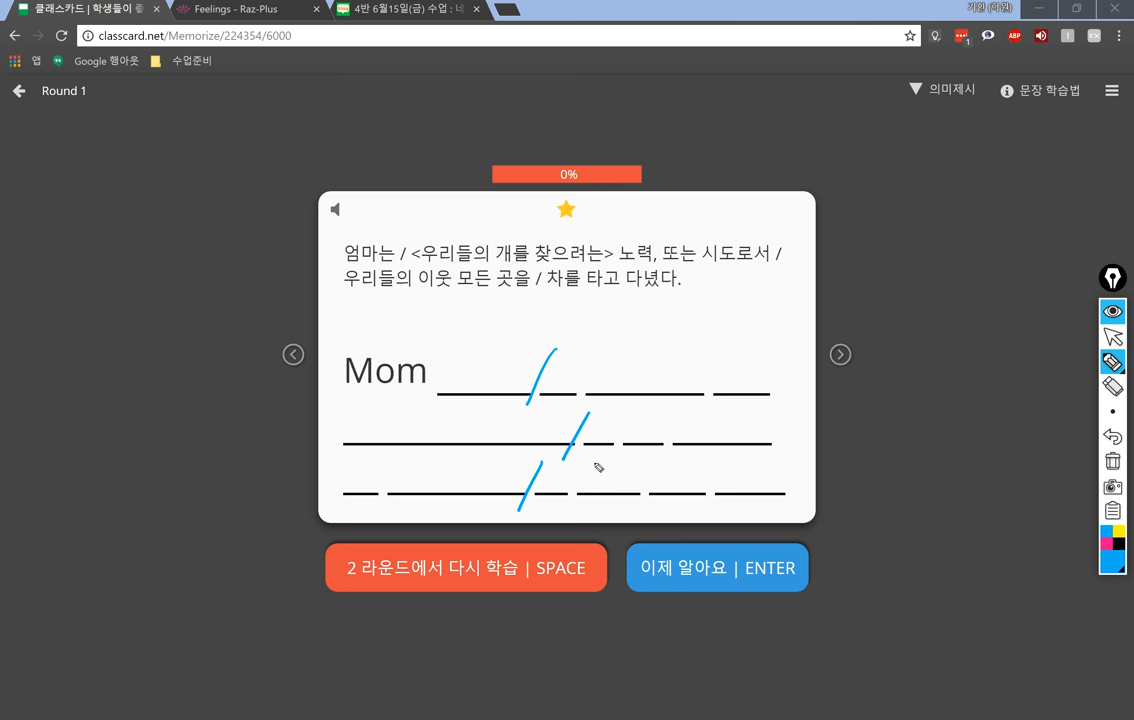 클래스카드 | 학생들이 즐
Feelings - Raz-Plus
4반 6월15일(금) 수업 : 네
classcard.net/Memorize/224354/6000
1
ABP
앱
Google 행아웃
수업준비
Round 1
의미제시
문장 학습법
0%
엄마는 / <우리들의 개를 찾으려는> 노력, 또는 시도로서 /
우리들의 이웃 모든 곳을 / 차를 타고 다녔다.
Mom
2 라운드에서 다시 학습 | SPACE
이제 알아요 | ENTER